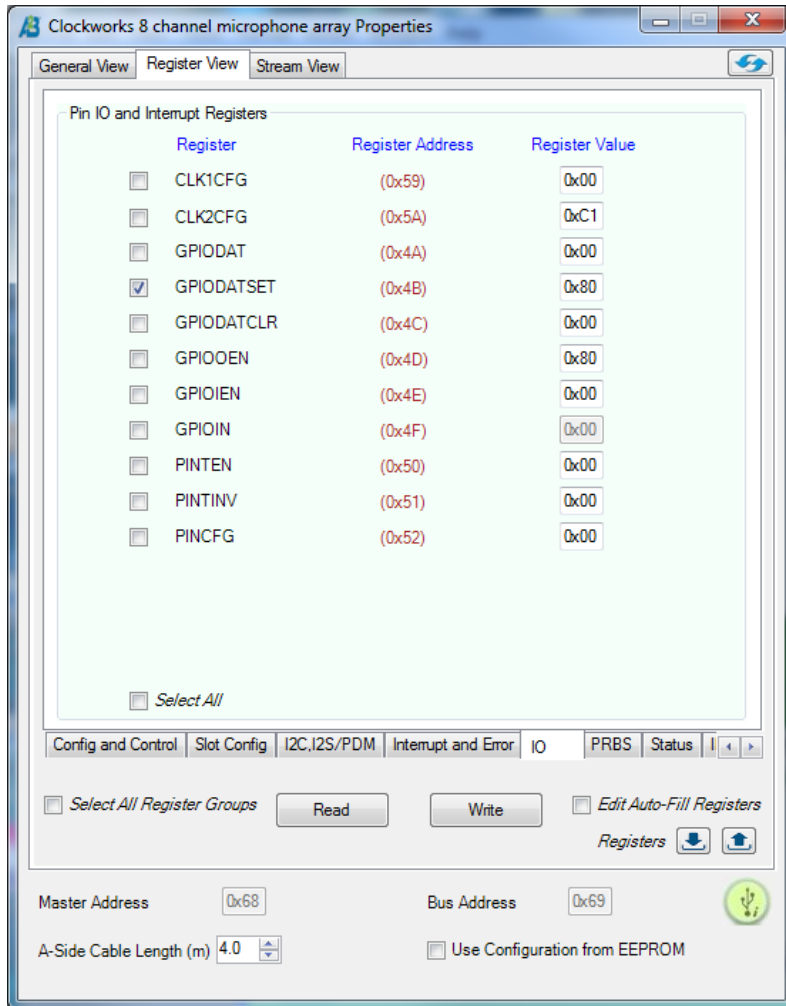 Clockworks 8 channel microphone array Properties
General View Register View Stream View
Pin IO and Interrupt Registers
Register Register Address Register Value
CLK1CFG (0x59) 0x00
CLK2CFG (0x5A) 0xC1
GPIODAT (0x4A) 0x00
GPIODATSET (0x4B) 0x80
GPIODATCLR (0x4C) 0x00
GPIOOEN (0x4D) 0x80
GPIOIEN (0x4E) 0x00
GPIOIN (0x4F) 0x00
PINTEN (0x50) 0x00
PINTINV (0x51) 0x00
PINCFG (0x52) 0x00
Select All
Config and Control Slot Config I2C,I2S/PDM Interrupt and Error IO PRBS Status
Select All Register Groups Read Write Edit Auto-Fill Registers
Registers
Master Address 0x68 Bus Address 0x69
A-Side Cable Length (m) 4.0 Use Configuration from EEPROM